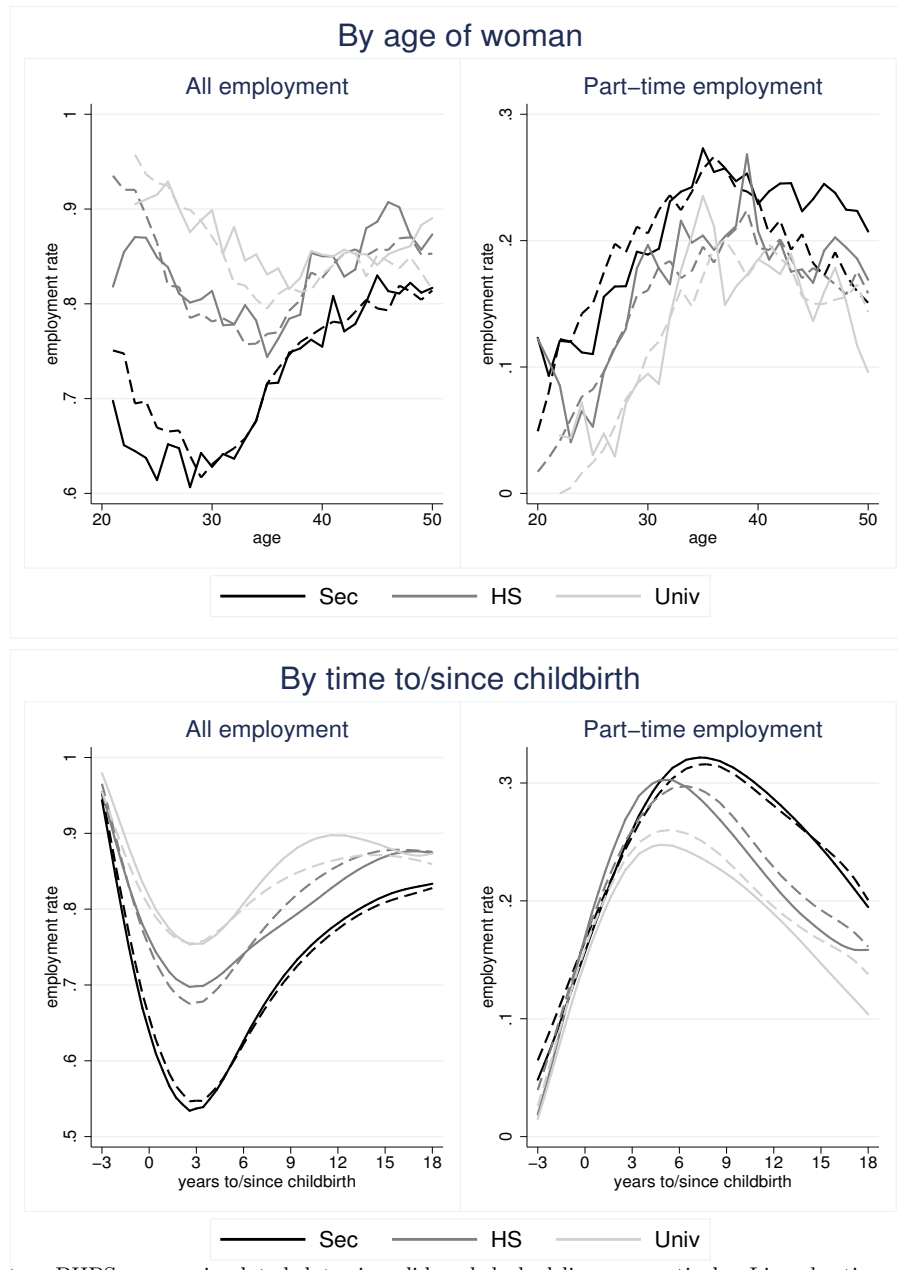 By age of woman
All employment
Part−time employment
employment rate
1
.9
.8
.7
.6
20 30 40 50
age
employment rate
.3
.2
.1
0
20 30 40 50
age
Sec HS Univ
By time to/since childbirth
All employment
Part−time employment
employment rate
1
.9
.8
.7
.6
.5
−3 0 3 6 9 12 15 18
years to/since childbirth
employment rate
.3
.2
.1
0
−3 0 3 6 9 12 15 18
years to/since childbirth
Sec HS Univ